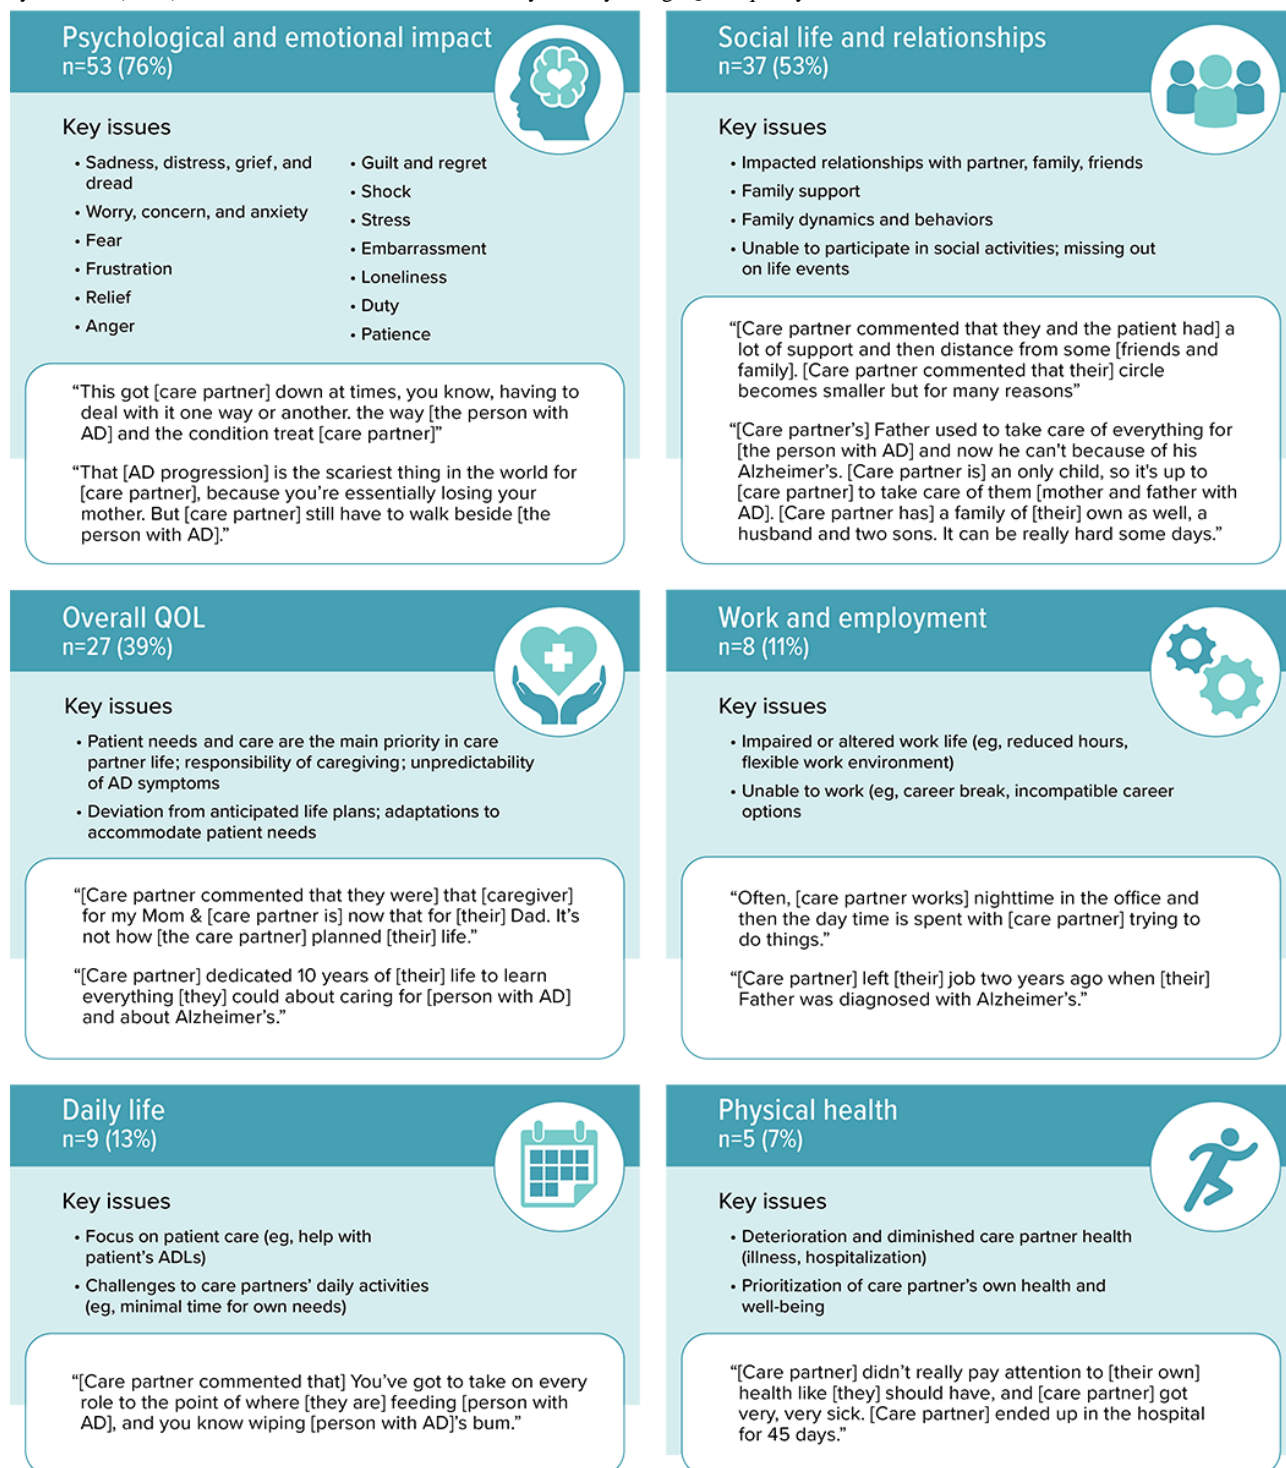 Psychological and emotional impact
n=53 (76%)
Key issues
• Sadness, distress, grief, and
dread
• Worry, concern, and anxiety
• Fear
• Frustration
• Relief
• Anger
• Guilt and regret
• Shock
• Stress
• Embarrassment
• Loneliness
• Duty
• Patience
“This got [care partner] down at times, you know, having to
deal with it one way or another. the way [the person with
AD] and the condition treat [care partner]”
“That [AD progression] is the scariest thing in the world for
[care partner], because you’re essentially losing your
mother. But [care partner] still have to walk beside [the
person with AD].”
Social life and relationships
n=37 (53%)
Key issues
• Impacted relationships with partner, family, friends
• Family support
• Family dynamics and behaviors
• Unable to participate in social activities; missing out
on life events
“[Care partner commented that they and the patient had] a
lot of support and then distance from some [friends and
family]. [Care partner commented that their] circle
becomes smaller but for many reasons”
“[Care partner’s] Father used to take care of everything for
[the person with AD] and now he can't because of his
Alzheimer’s. [Care partner is] an only child, so it's up to
[care partner] to take care of them [mother and father with
AD]. [Care partner has] a family of [their] own as well, a
husband and two sons. It can be really hard some days.”
Overall QOL
n=27 (39%)
Key issues
• Patient needs and care are the main priority in care
partner life; responsibility of caregiving; unpredictability
of AD symptoms
• Deviation from anticipated life plans; adaptations to
accommodate patient needs
“[Care partner commented that they were] that [caregiver]
for my Mom & [care partner is] now that for [their] Dad. It’s
not how [the care partner] planned [their] life.”
“[Care partner] dedicated 10 years of [their] life to learn
everything [they] could about caring for [person with AD]
and about Alzheimer’s.”
Work and employment
n=8 (11%)
Key issues
• Impaired or altered work life (eg, reduced hours,
flexible work environment)
• Unable to work (eg, career break, incompatible career
options
“Often, [care partner works] nighttime in the office and
then the day time is spent with [care partner] trying to
do things.”
“[Care partner] left [their] job two years ago when [their]
Father was diagnosed with Alzheimer’s.”
Daily life
n=9 (13%)
Key issues
• Focus on patient care (eg, help with
patient’s ADLs)
• Challenges to care partners’ daily activities
(eg, minimal time for own needs)
“[Care partner commented that] You’ve got to take on every
role to the point of where [they are] feeding [person with
AD], and you know wiping [person with AD]’s bum.”
Physical health
n=5 (7%)
Key issues
• Deterioration and diminished care partner health
(illness, hospitalization)
• Prioritization of care partner’s own health and
well-being
“[Care partner] didn’t really pay attention to [their own]
health like [they] should have, and [care partner] got
very, very sick. [Care partner] ended up in the hospital
for 45 days.”